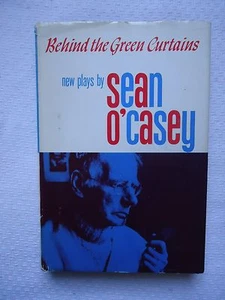 Behind the Green Curtains
new plays by
sean
o'casey